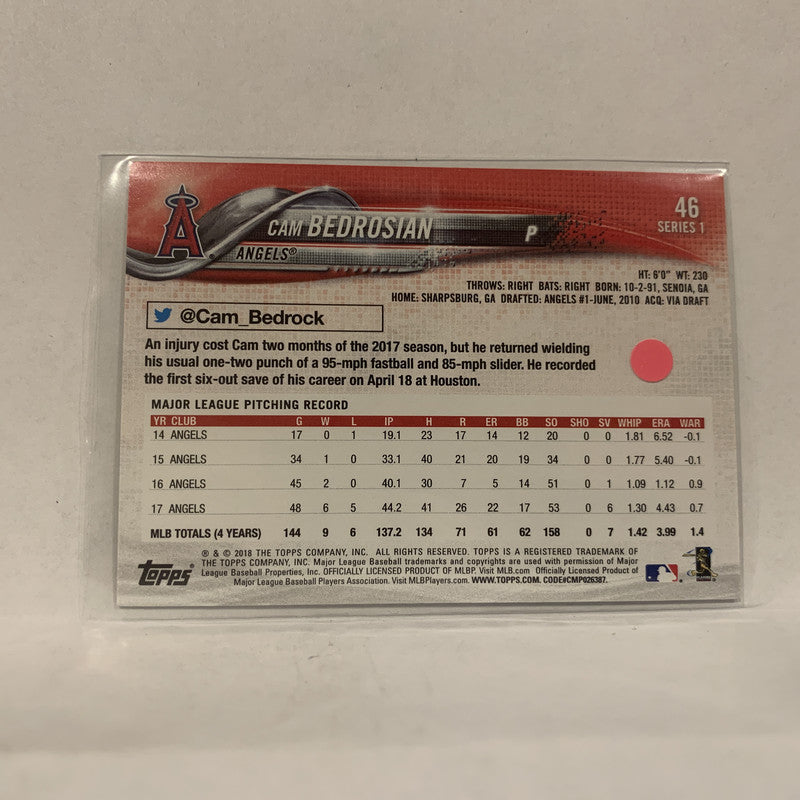 46
SERIES 1
A
CAM BEDROSIAN P
ANGELS®
HT: 6'0" WT: 230
THROWS: RIGHT BATS: RIGHT BORN: 10-2-91, SENOIA, GA
HOME: SHARPSBURG, GA DRAFTED: ANGELS #1-JUNE, 2010 ACQ: VIA DRAFT
@Cam_Bedrock
An injury cost Cam two months of the 2017 season, but he returned wielding
his usual one-two punch of a 95-mph fastball and 85-mph slider. He recorded
the first six-out save of his career on April 18 at Houston.
MAJOR LEAGUE PITCHING RECORD
YR CLUB G W L IP H R ER BB SO SHO SV WHIP ERA WAR
14 ANGELS 17 0 1 19.1 23 17 14 12 20 0 0 1.81 6.52 -0.1
15 ANGELS 34 1 0 33.1 40 21 20 19 34 0 0 1.77 5.40 -0.1
16 ANGELS 45 2 0 40.1 30 7 5 14 51 0 1 1.09 1.12 0.9
17 ANGELS 48 6 5 44.2 41 26 22 17 53 0 6 1.30 4.43 0.7
MLB TOTALS (4 YEARS) 144 9 6 137.2 134 71 61 62 158 0 7 1.42 3.99 1.4
® & © 2018 THE TOPPS COMPANY, INC. ALL RIGHTS RESERVED. TOPPS IS A REGISTERED TRADEMARK OF
THE TOPPS COMPANY, INC. Major League Baseball trademarks and copyrights are used with permission of Major
League Baseball Properties, Inc. OFFICIALLY LICENSED PRODUCT OF MLBP. Visit MLB.com Officially Licensed Product of
Major League Baseball Players Association. Visit MLBPlayers.com. WWW.TOPPS.COM. CODE#CMP026387.
topps®